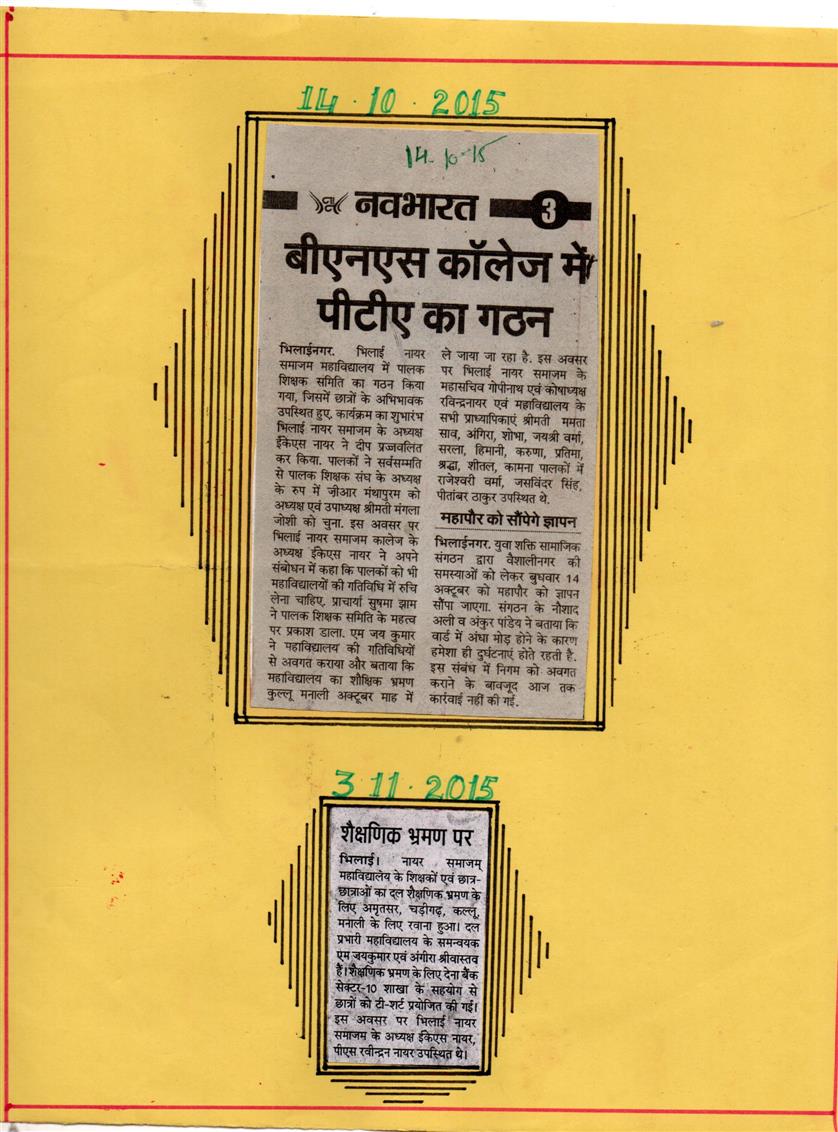 14.10.2015
14-10-15
नवभारत 3
बीएनएस कॉलेज में
पीटीए का गठन
भिलाईनगर. भिलाई नायर
समाजम महाविद्यालय में पालक
शिक्षक समिति का गठन किया
गया, जिसमें छात्रों के अभिभावक
उपस्थित हुए. कार्यक्रम का शुभारंभ
भिलाई नायर समाजम के अध्यक्ष
ईकेएस नायर ने दीप प्रज्जवलित
कर किया. पालकों ने सर्वसम्मति
से पालक शिक्षक संघ के अध्यक्ष
के रुप में जीआर मंथापुरम को
अध्यक्ष एवं उपाध्यक्ष श्रीमती मंगला
जोशी को चुना. इस अवसर पर
भिलाई नायर समाजम कालेज के
अध्यक्ष ईकेएस नायर ने अपने
संबोधन में कहा कि पालकों को भी
महाविद्यालयों की गतिविधि में रुचि
लेना चाहिए. प्राचार्या सुषमा झाम
ने पालक शिक्षक समिति के महत्व
पर प्रकाश डाला. एम जय कुमार
ने महाविद्यालय की गतिविधियों
से अवगत कराया और बताया कि
महाविद्यालय का शौक्षिक भ्रमण
कुल्लू मनाली अक्टूबर माह में
ले जाया जा रहा है. इस अवसर
पर भिलाई नायर समाजम के
महासचिव गोपीनाथ एवं कोषाध्यक्ष
रविन्द्रनायर एवं महाविद्यालय के
सभी प्राध्यापिकाएं श्रीमती ममता
साव, अंगिरा, शोभा, जयश्री वर्मा,
सरला, हिमानी, करुणा, प्रतिमा,
श्रद्धा, शीतल, कामना पालकों में
राजेश्वरी वर्मा, जसविंदर सिंह,
पीतांबर ठाकुर उपस्थित थे.
महापौर को सौंपेगे ज्ञापन
भिलाईनगर. युवा शक्ति सामाजिक
संगठन द्वारा वैशालीनगर की
समस्याओं को लेकर बुधवार 14
अक्टूबर को महापौर को ज्ञापन
सौंपा जाएगा. संगठन के नौशाद
अली व अंकुर पांडेय ने बताया कि
वार्ड में अंधा मोड़ होने के कारण
हमेशा ही दुर्घटनाएं होते रहती है.
इस संबंध में निगम को अवगत
कराने के बावजूद आज तक
कार्रवाई नहीं की गई.
3 11.2015
शैक्षणिक भ्रमण पर
भिलाई। नायर समाजम्
महाविद्यालेय के शिक्षकों एवं छात्र-
छात्राओं का दल शैक्षणिक भ्रमण के
लिए अमृतसर, चड़ीगढ़, कल्लू,
मनाली के लिए रवाना हुआ। दल
प्रभारी महाविद्यालय के समन्वयक
एम जयकुमार एवं अंगीरा श्रीवास्तव
हैं। शैक्षणिक भ्रमण के लिए देना बैंक
सेक्टर-10 शाखा के सहयोग से
छात्रों को टी-शर्ट प्रयोजित की गई।
इस अवसर पर भिलाई नायर
समाजम के अध्यक्ष ईकेएस नायर,
पीएस रवीन्द्रन नायर उपस्थित थे।